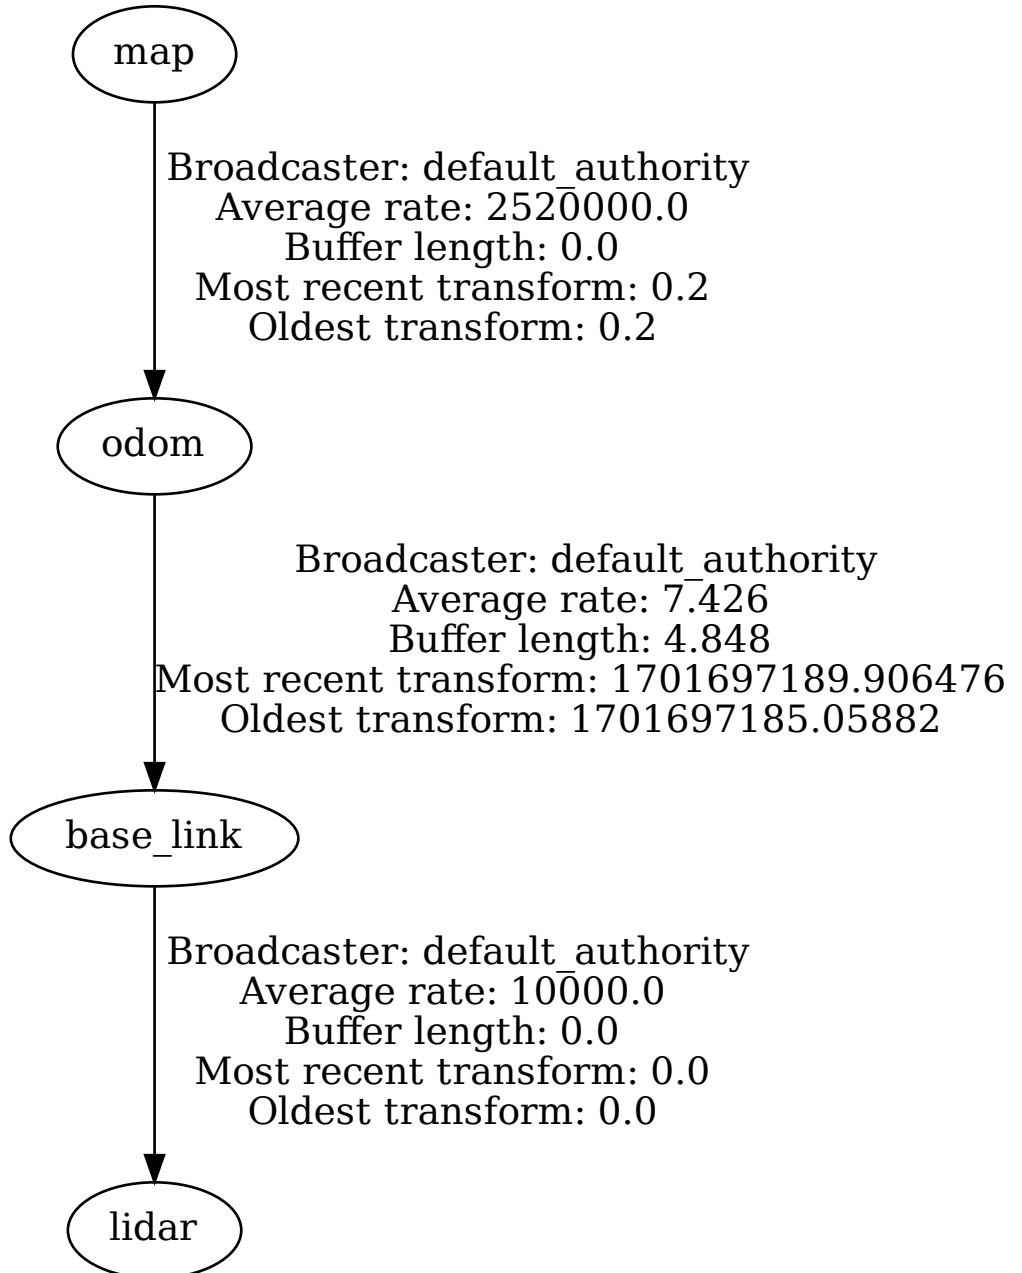 map
Broadcaster: default_authority
Average rate: 2520000.0
Buffer length: 0.0
Most recent transform: 0.2
Oldest transform: 0.2
odom
Broadcaster: default_authority
Average rate: 7.426
Buffer length: 4.848
Most recent transform: 1701697189.906476
Oldest transform: 1701697185.05882
base_link
Broadcaster: default_authority
Average rate: 10000.0
Buffer length: 0.0
Most recent transform: 0.0
Oldest transform: 0.0
lidar